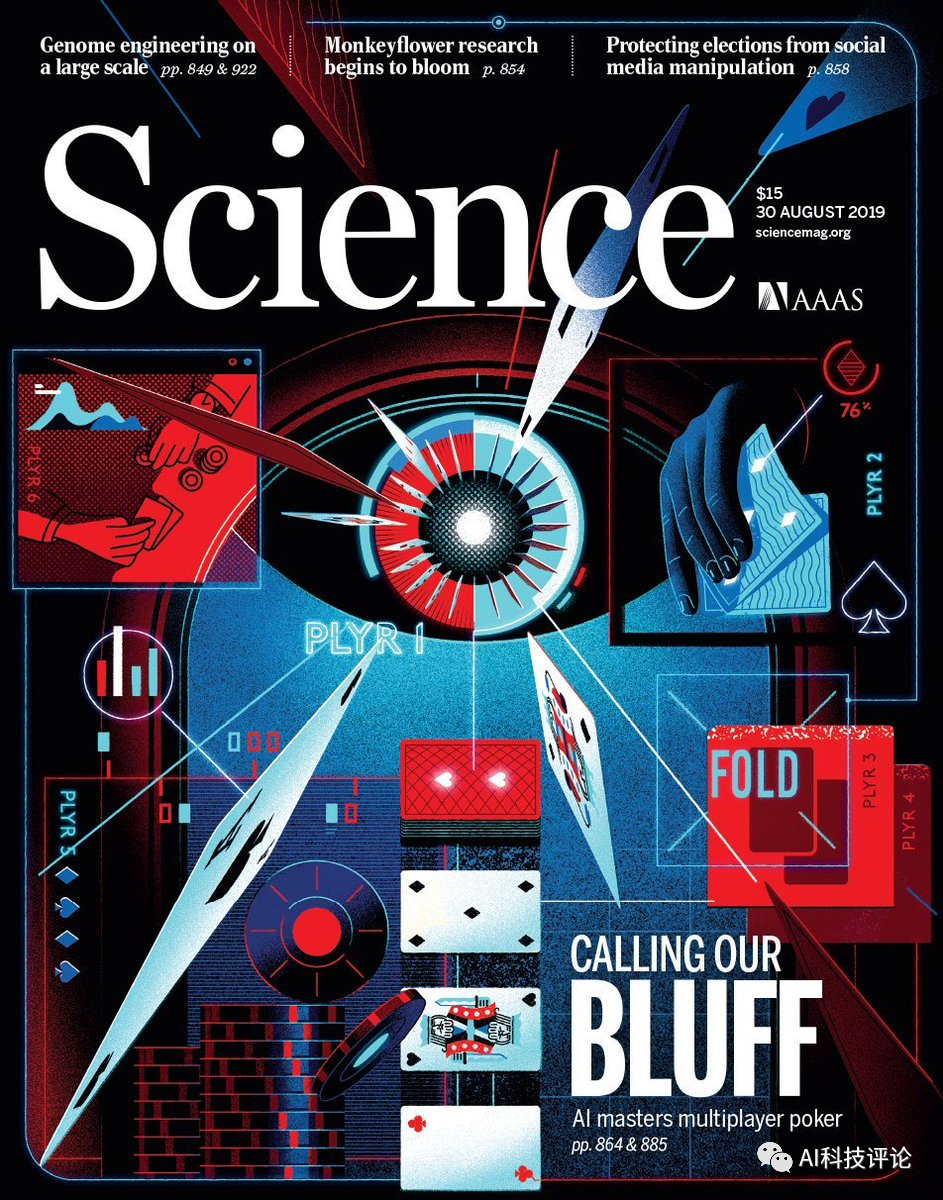 Genome engineering on
a large scale pp. 849 & 922
Monkeyflower research
begins to bloom p. 854
Protecting elections from social
media manipulation p. 858
Science
$15
30 AUGUST 2019
sciencemag.org
AAAS
76%
PLYR 6
PLYR 2
PLYR 1
FOLD
PLYR 3
PLYR 4
PLYR 5
CALLING OUR
BLUFF
AI masters multiplayer poker
pp. 864 & 885
AI科技评论